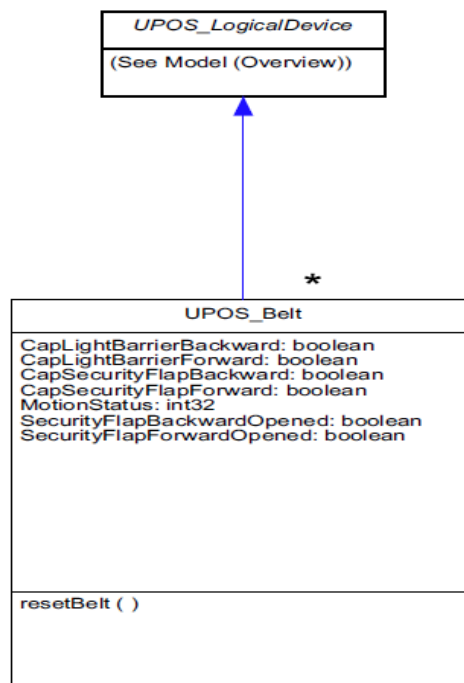 UPOS_LogicalDevice
(See Model (Overview))
*
UPOS_Belt
CapLightBarrierBackward: boolean
CapLightBarrierForward: boolean
CapSecurityFlapBackward: boolean
CapSecurityFlapForward: boolean
MotionStatus: int32
SecurityFlapBackwardOpened: boolean
SecurityFlapForwardOpened: boolean
resetBelt ( )